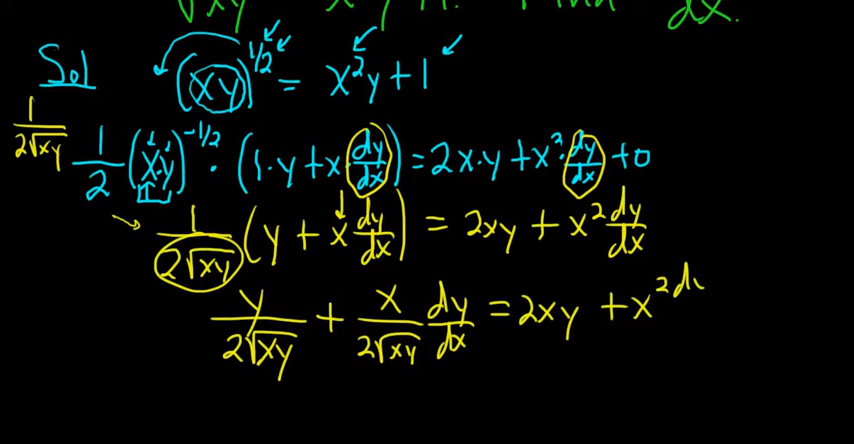 √xy x y dx.
Sol (xy)^1/2 = x²y + 1
1/(2√xy) 1/2 (x·y)^-1/2 · (1·y + x dy/dx) = 2x·y + x²·dy/dx + 0
1/(2√xy) (y + x dy/dx) = 2xy + x² dy/dx
y/(2√xy) + x/(2√xy) dy/dx = 2xy + x² d